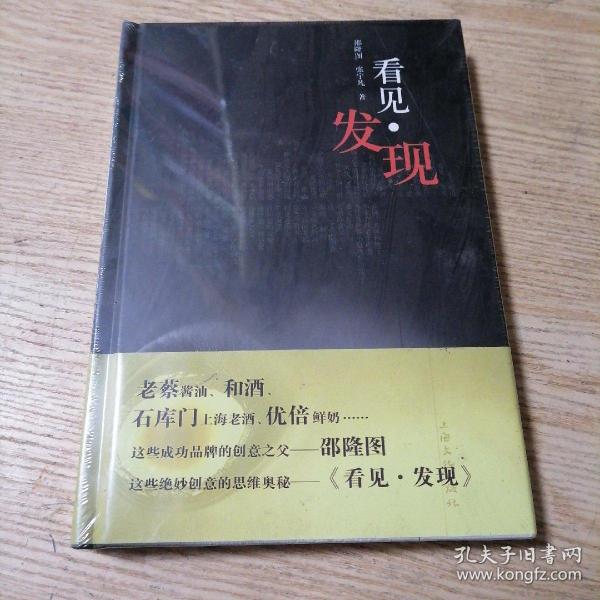 邵隆图 张宇凡 著
看见·
发现
老蔡酱油、和酒、
石库门上海老酒、优倍鲜奶……
这些成功品牌的创意之父——邵隆图
这些绝妙创意的思维奥秘——《看见·发现》
上海文
孔夫子旧书网
www.kongfz.com